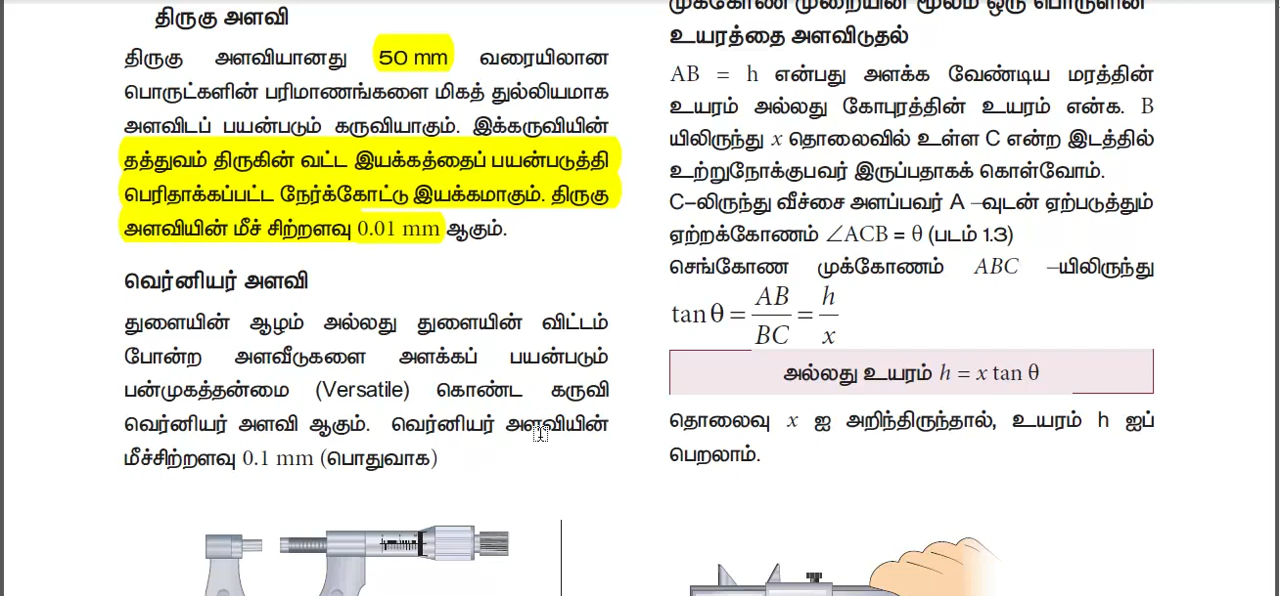 திருகு அளவி
திருகு அளவியானது 50 mm வரையிலான
பொருட்களின் பரிமாணங்களை மிகத் துல்லியமாக
அளவிடப் பயன்படும் கருவியாகும். இக்கருவியின்
தத்துவம் திருகின் வட்ட இயக்கத்தைப் பயன்படுத்தி
பெரிதாக்கப்பட்ட நேர்க்கோட்டு இயக்கமாகும். திருகு
அளவியின் மீச் சிற்றளவு 0.01 mm ஆகும்.
வெர்னியர் அளவி
துளையின் ஆழம் அல்லது துளையின் விட்டம்
போன்ற அளவீடுகளை அளக்கப் பயன்படும்
பன்முகத்தன்மை (Versatile) கொண்ட கருவி
வெர்னியர் அளவி ஆகும். வெர்னியர் அளவியின்
மீச்சிற்றளவு 0.1 mm (பொதுவாக)
முக்கோண முறையின் மூலம் ஒரு பொருளின்
உயரத்தை அளவிடுதல்
AB = h என்பது அளக்க வேண்டிய மரத்தின்
உயரம் அல்லது கோபுரத்தின் உயரம் என்க. B
யிலிருந்து x தொலைவில் உள்ள C என்ற இடத்தில்
உற்றுநோக்குபவர் இருப்பதாகக் கொள்வோம்.
C-லிருந்து வீச்சை அளப்பவர் A –வுடன் ஏற்படுத்தும்
ஏற்றக்கோணம் ∠ACB = θ (படம் 1.3)
செங்கோண முக்கோணம் ABC –யிலிருந்து
tan θ = AB/BC = h/x
அல்லது உயரம் h = x tan θ
தொலைவு x ஐ அறிந்திருந்தால், உயரம் h ஐப்
பெறலாம்.